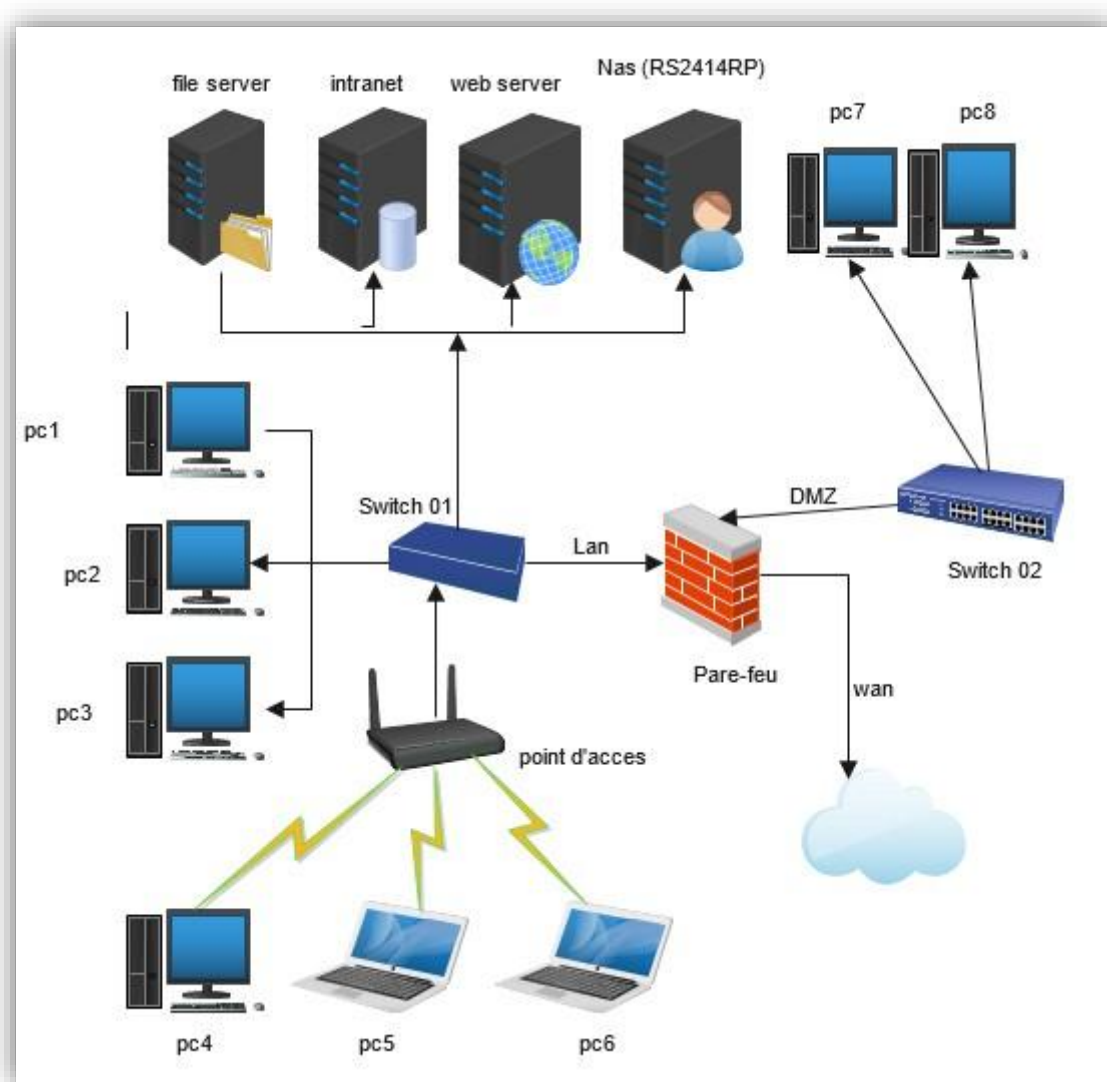 file server
intranet
web server
Nas (RS2414RP)
pc7
pc8
pc1
Switch 01
DMZ
Lan
Switch 02
pc2
Pare-feu
wan
pc3
point d'acces
pc4
pc5
pc6